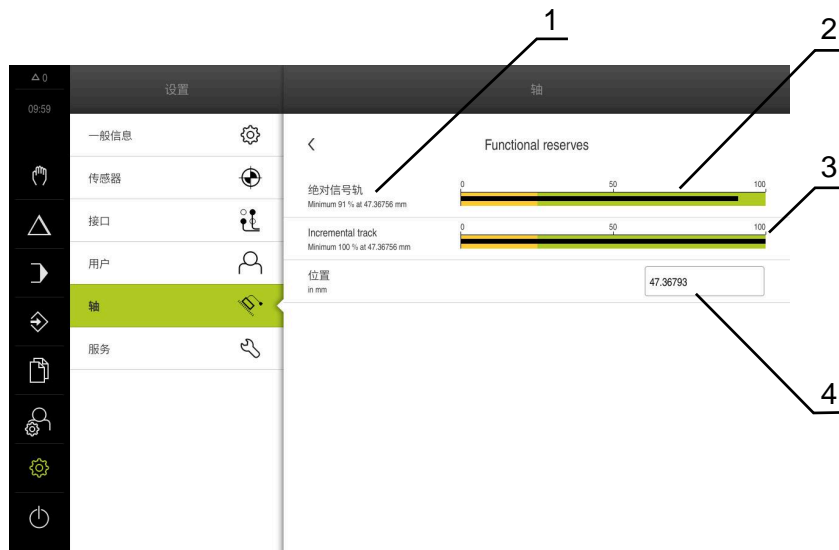 1
2
3
4
△ 0
09:59
设置
轴
一般信息
传感器
接口
用户
轴
服务
Functional reserves
绝对信号轨
Minimum 91 % at 47.36756 mm
0 50 100
Incremental track
Minimum 100 % at 47.36756 mm
0 50 100
位置
in mm
47.36793